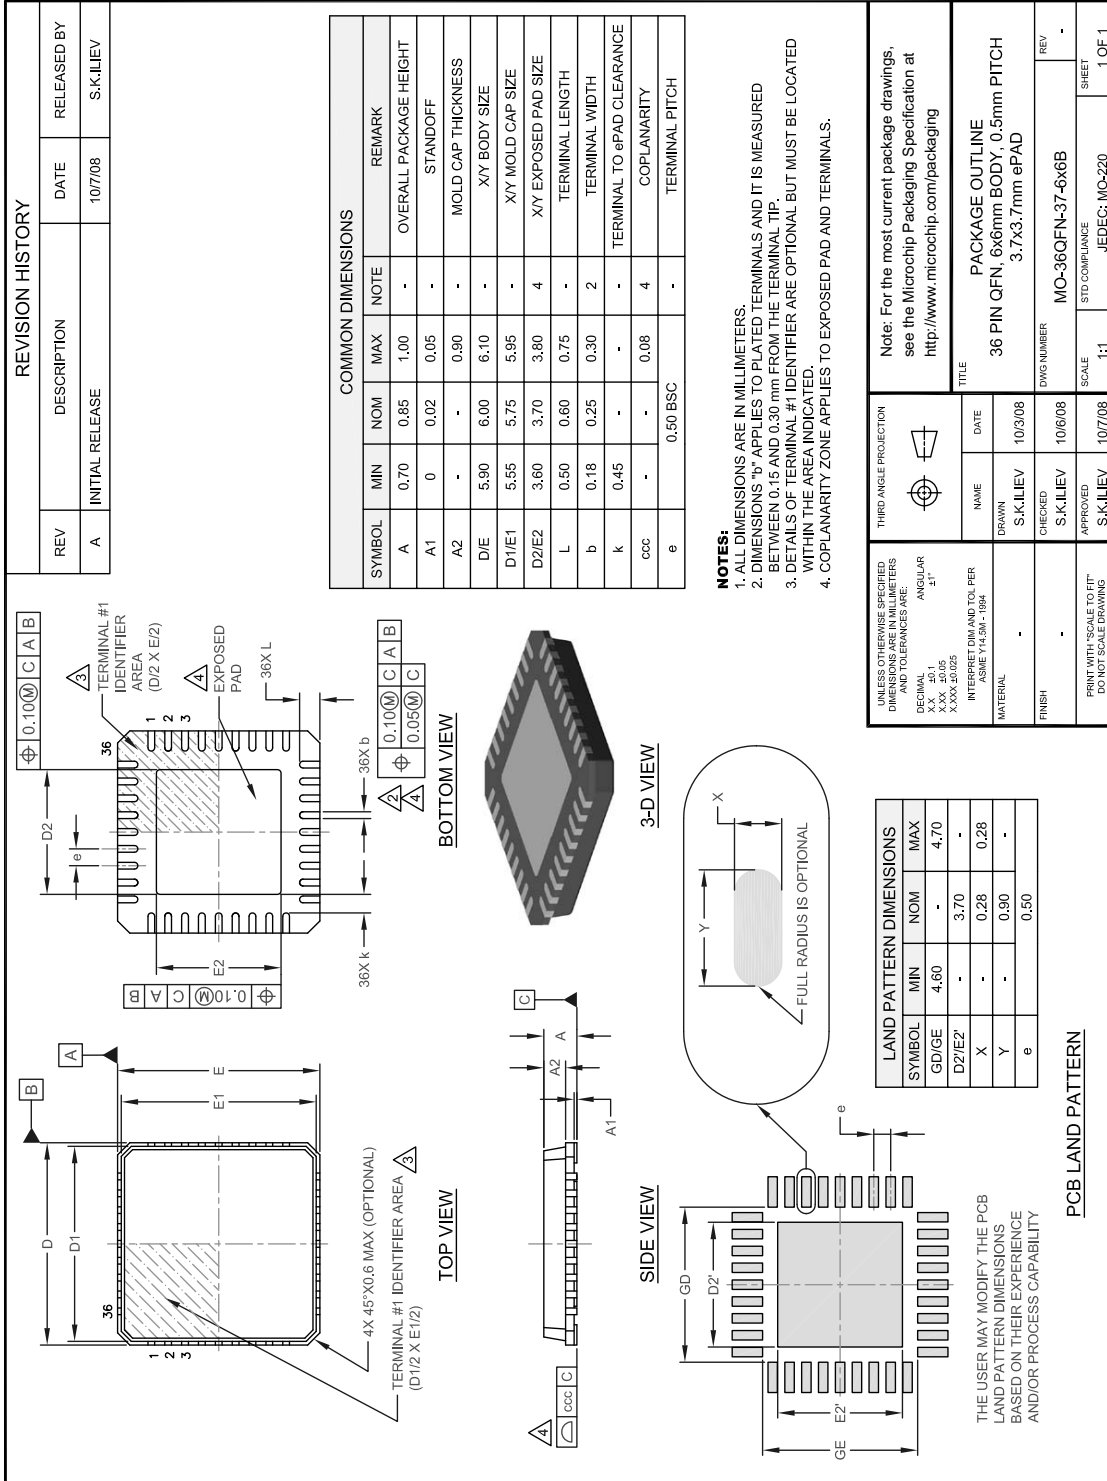 REVISION HISTORY
REV DESCRIPTION DATE RELEASED BY
A INITIAL RELEASE 10/7/08 S.K.ILIEV
B
A
D
D1
E1
E
36
1
2
3
4X 45°X0.6 MAX (OPTIONAL)
TERMINAL #1 IDENTIFIER AREA 3
(D1/2 X E1/2)
TOP VIEW
0.10Ⓜ C A B
D2
e
36
1
2
3
3
TERMINAL #1
IDENTIFIER
AREA
(D/2 X E/2)
4
EXPOSED
PAD
36X L
E2
0.10Ⓜ C A B
36X k
36X b
2
4
0.10Ⓜ C A B
0.05Ⓜ C
BOTTOM VIEW
4
ccc C
A1
A2
A
C
SIDE VIEW
3-D VIEW
COMMON DIMENSIONS
SYMBOL MIN NOM MAX NOTE REMARK
A 0.70 0.85 1.00 - OVERALL PACKAGE HEIGHT
A1 0 0.02 0.05 - STANDOFF
A2 - - 0.90 - MOLD CAP THICKNESS
D/E 5.90 6.00 6.10 - X/Y BODY SIZE
D1/E1 5.55 5.75 5.95 - X/Y MOLD CAP SIZE
D2/E2 3.60 3.70 3.80 4 X/Y EXPOSED PAD SIZE
L 0.50 0.60 0.75 - TERMINAL LENGTH
b 0.18 0.25 0.30 2 TERMINAL WIDTH
k 0.45 - - - TERMINAL TO ePAD CLEARANCE
ccc - - 0.08 4 COPLANARITY
e 0.50 BSC - TERMINAL PITCH
NOTES:
1. ALL DIMENSIONS ARE IN MILLIMETERS.
2. DIMENSIONS "b" APPLIES TO PLATED TERMINALS AND IT IS MEASURED
BETWEEN 0.15 AND 0.30 mm FROM THE TERMINAL TIP.
3. DETAILS OF TERMINAL #1 IDENTIFIER ARE OPTIONAL BUT MUST BE LOCATED
WITHIN THE AREA INDICATED.
4. COPLANARITY ZONE APPLIES TO EXPOSED PAD AND TERMINALS.
GD
D2'
e
E2'
GE
Y
X
FULL RADIUS IS OPTIONAL
THE USER MAY MODIFY THE PCB
LAND PATTERN DIMENSIONS
BASED ON THEIR EXPERIENCE
AND/OR PROCESS CAPABILITY
LAND PATTERN DIMENSIONS
SYMBOL MIN NOM MAX
GD/GE 4.60 - 4.70
D2'/E2' - 3.70 -
X - 0.28 0.28
Y - 0.90 -
e 0.50
PCB LAND PATTERN
UNLESS OTHERWISE SPECIFIED
DIMENSIONS ARE IN MILLIMETERS
AND TOLERANCES ARE:
DECIMAL ANGULAR
X.X ±0.1 ±1°
X.XX ±0.05
X.XXX ±0.025
INTERPRET DIM AND TOL PER
ASME Y14.5M - 1994
MATERIAL
-
FINISH
-
PRINT WITH "SCALE TO FIT"
DO NOT SCALE DRAWING
THIRD ANGLE PROJECTION
NAME DATE
DRAWN
S.K.ILIEV 10/3/08
CHECKED
S.K.ILIEV 10/6/08
APPROVED
S.K.ILIEV 10/7/08
Note: For the most current package drawings,
see the Microchip Packaging Specification at
http://www.microchip.com/packaging
TITLE
PACKAGE OUTLINE
36 PIN QFN, 6x6mm BODY, 0.5mm PITCH
3.7x3.7mm ePAD
DWG NUMBER
MO-36QFN-37-6x6B
REV
-
SCALE
1:1
STD COMPLIANCE
JEDEC: MO-220
SHEET
1 OF 1